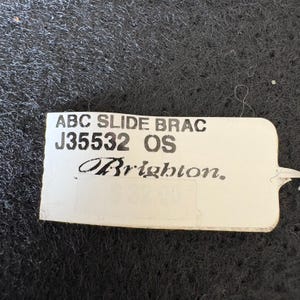 ABC SLIDE BRAC
J35532 OS
Brighton.